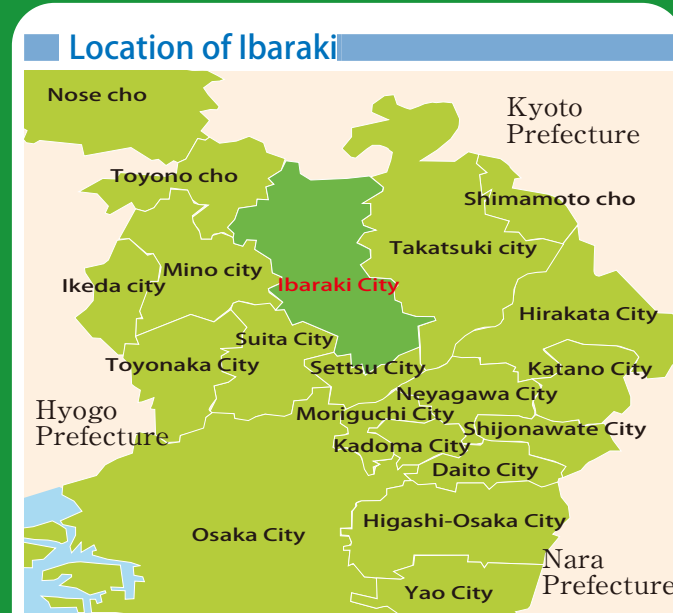 Location of Ibaraki
Nose cho
Kyoto
Prefecture
Toyono cho
Shimamoto cho
Takatsuki city
Mino city
Ikeda city
Ibaraki City
Hirakata City
Suita City
Toyonaka City
Settsu City
Katano City
Neyagawa City
Hyogo
Prefecture
Moriguchi City
Shijonawate City
Kadoma City
Daito City
Osaka City
Higashi-Osaka City
Nara
Prefecture
Yao City